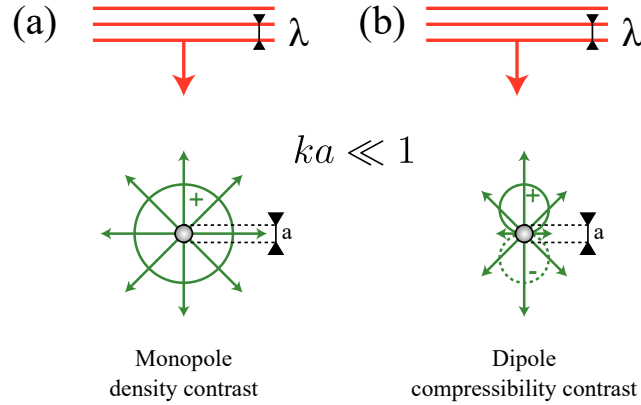 (a)
λ
(b)
λ
ka ≪ 1
+
a
+
-
a
Monopole
density contrast
Dipole
compressibility contrast